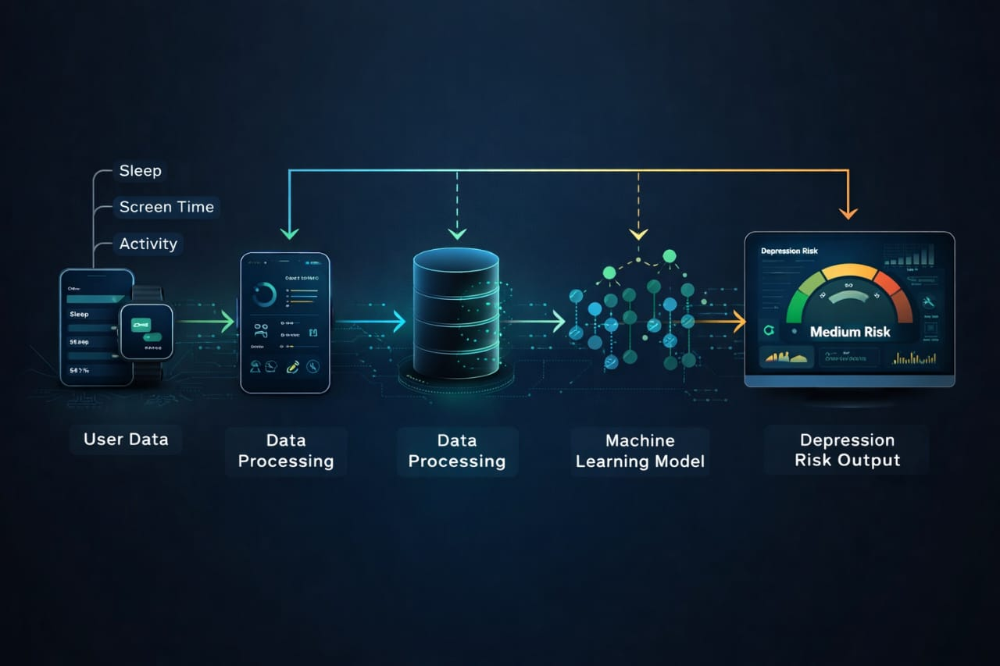 Sleep
Screen Time
Activity
Sleep
Depression Risk
Medium Risk
User Data
Data
Processing
Data
Processing
Machine
Learning Model
Depression
Risk Output